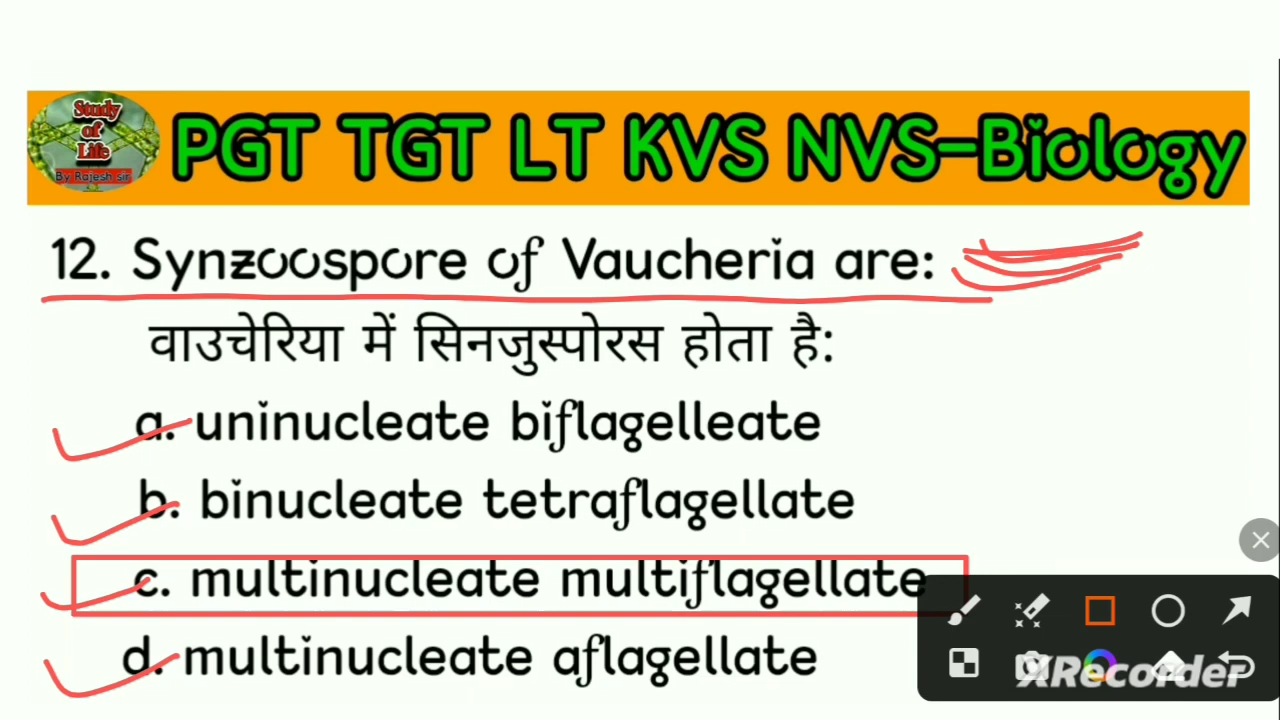 Study
of
Life
By Rajesh sir
PGT TGT LT KVS NVS-Biology
12. Synzoospore of Vaucheria are:
वाउचेरिया में सिनजुस्पोरस होता है:
a. uninucleate biflagelleate
b. binucleate tetraflagellate
c. multinucleate multiflagellate
d. multinucleate aflagellate
XRecorder